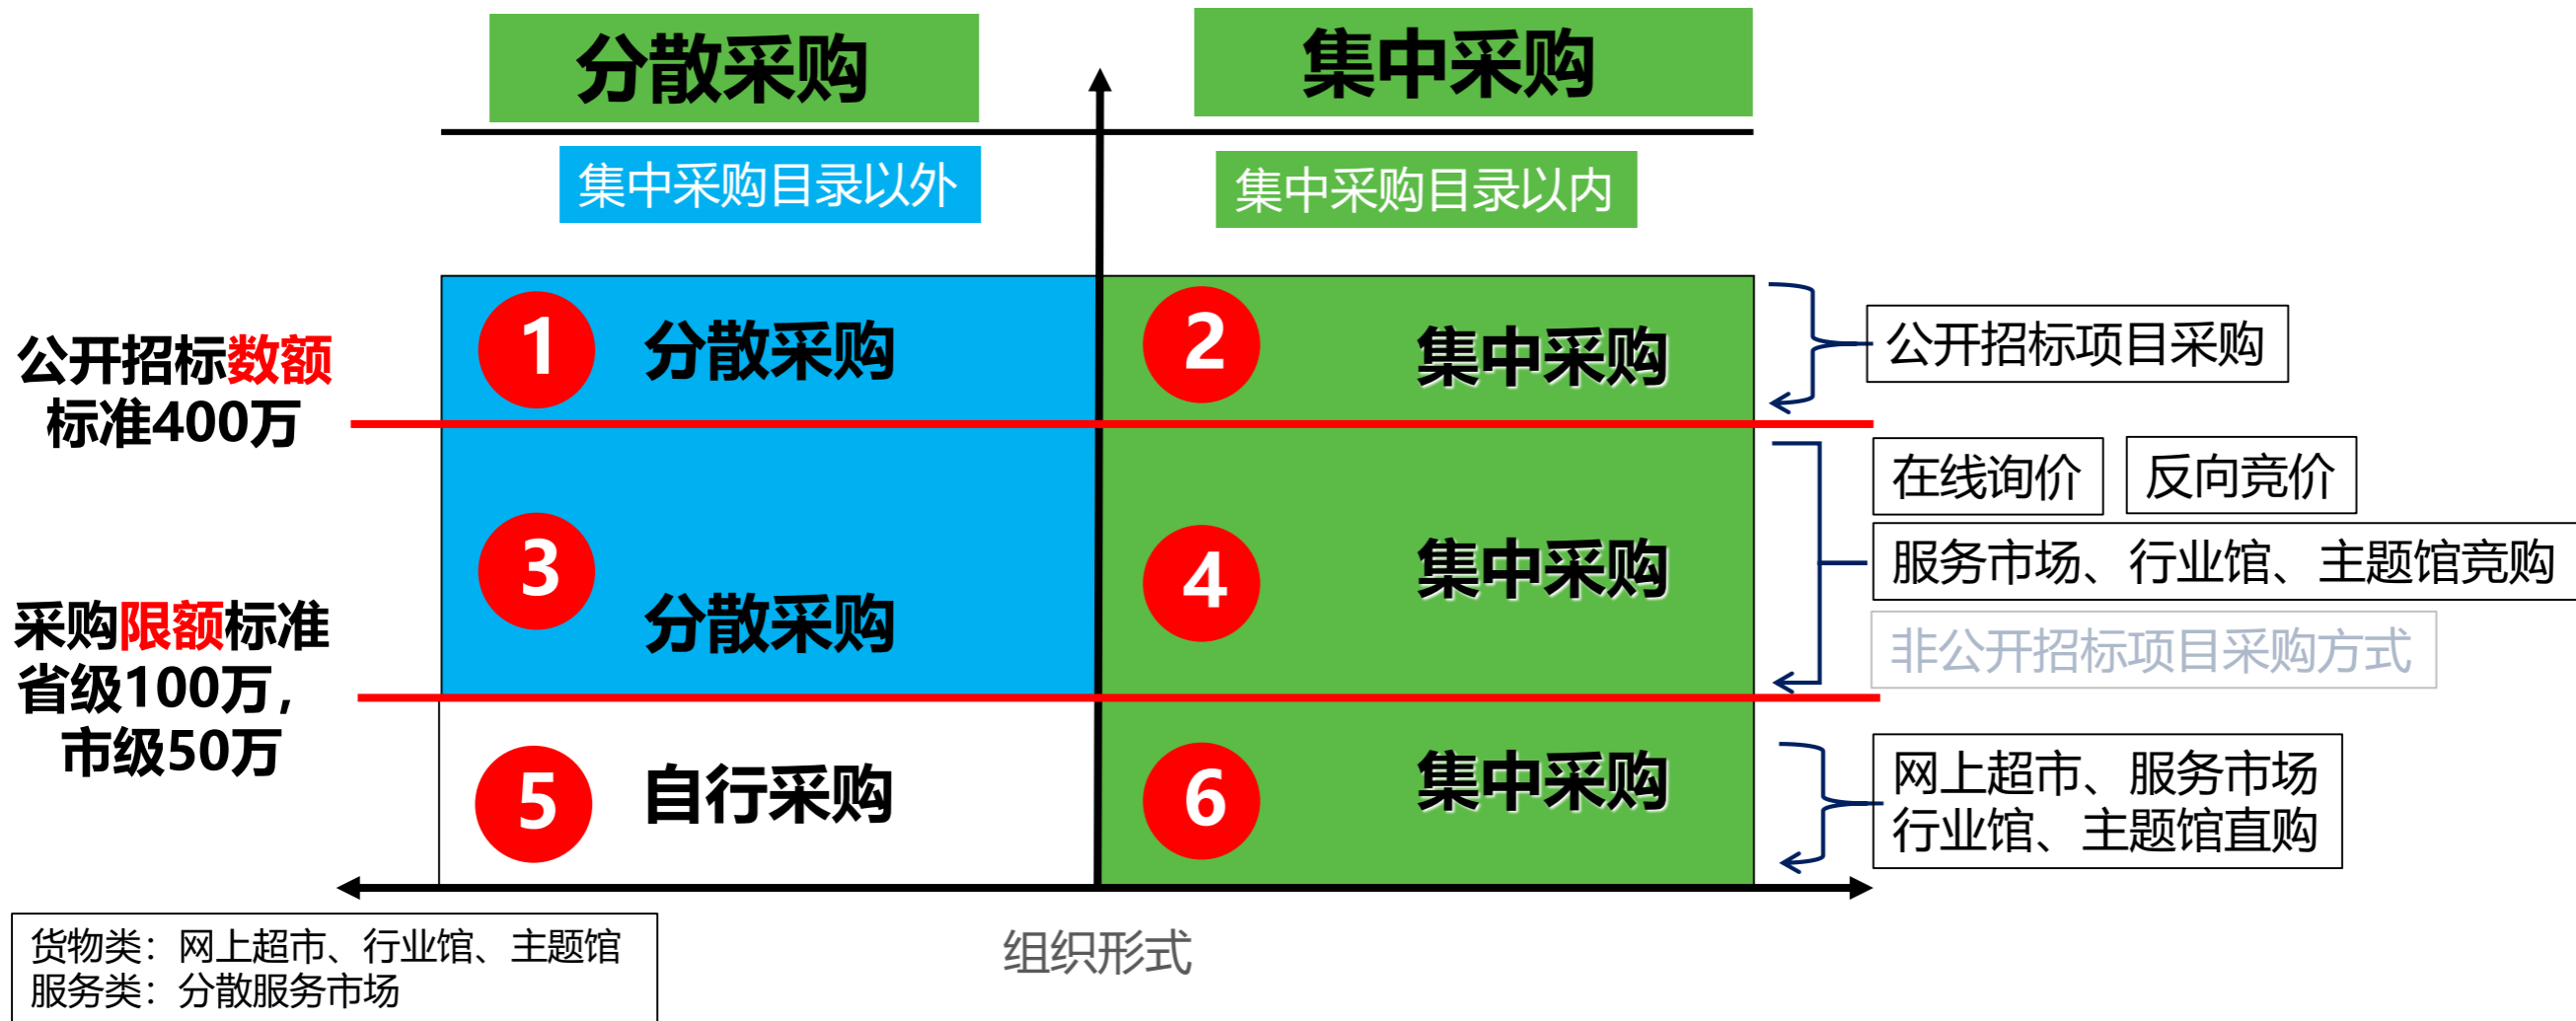 分散采购
集中采购
集中采购目录以外
集中采购目录以内
公开招标数额
标准400万
1
分散采购
2
集中采购
公开招标项目采购
3
分散采购
4
集中采购
在线询价
反向竞价
服务市场、行业馆、主题馆竞购
非公开招标项目采购方式
采购限额标准
省级100万，
市级50万
5
自行采购
6
集中采购
网上超市、服务市场
行业馆、主题馆直购
组织形式
货物类：网上超市、行业馆、主题馆
服务类：分散服务市场